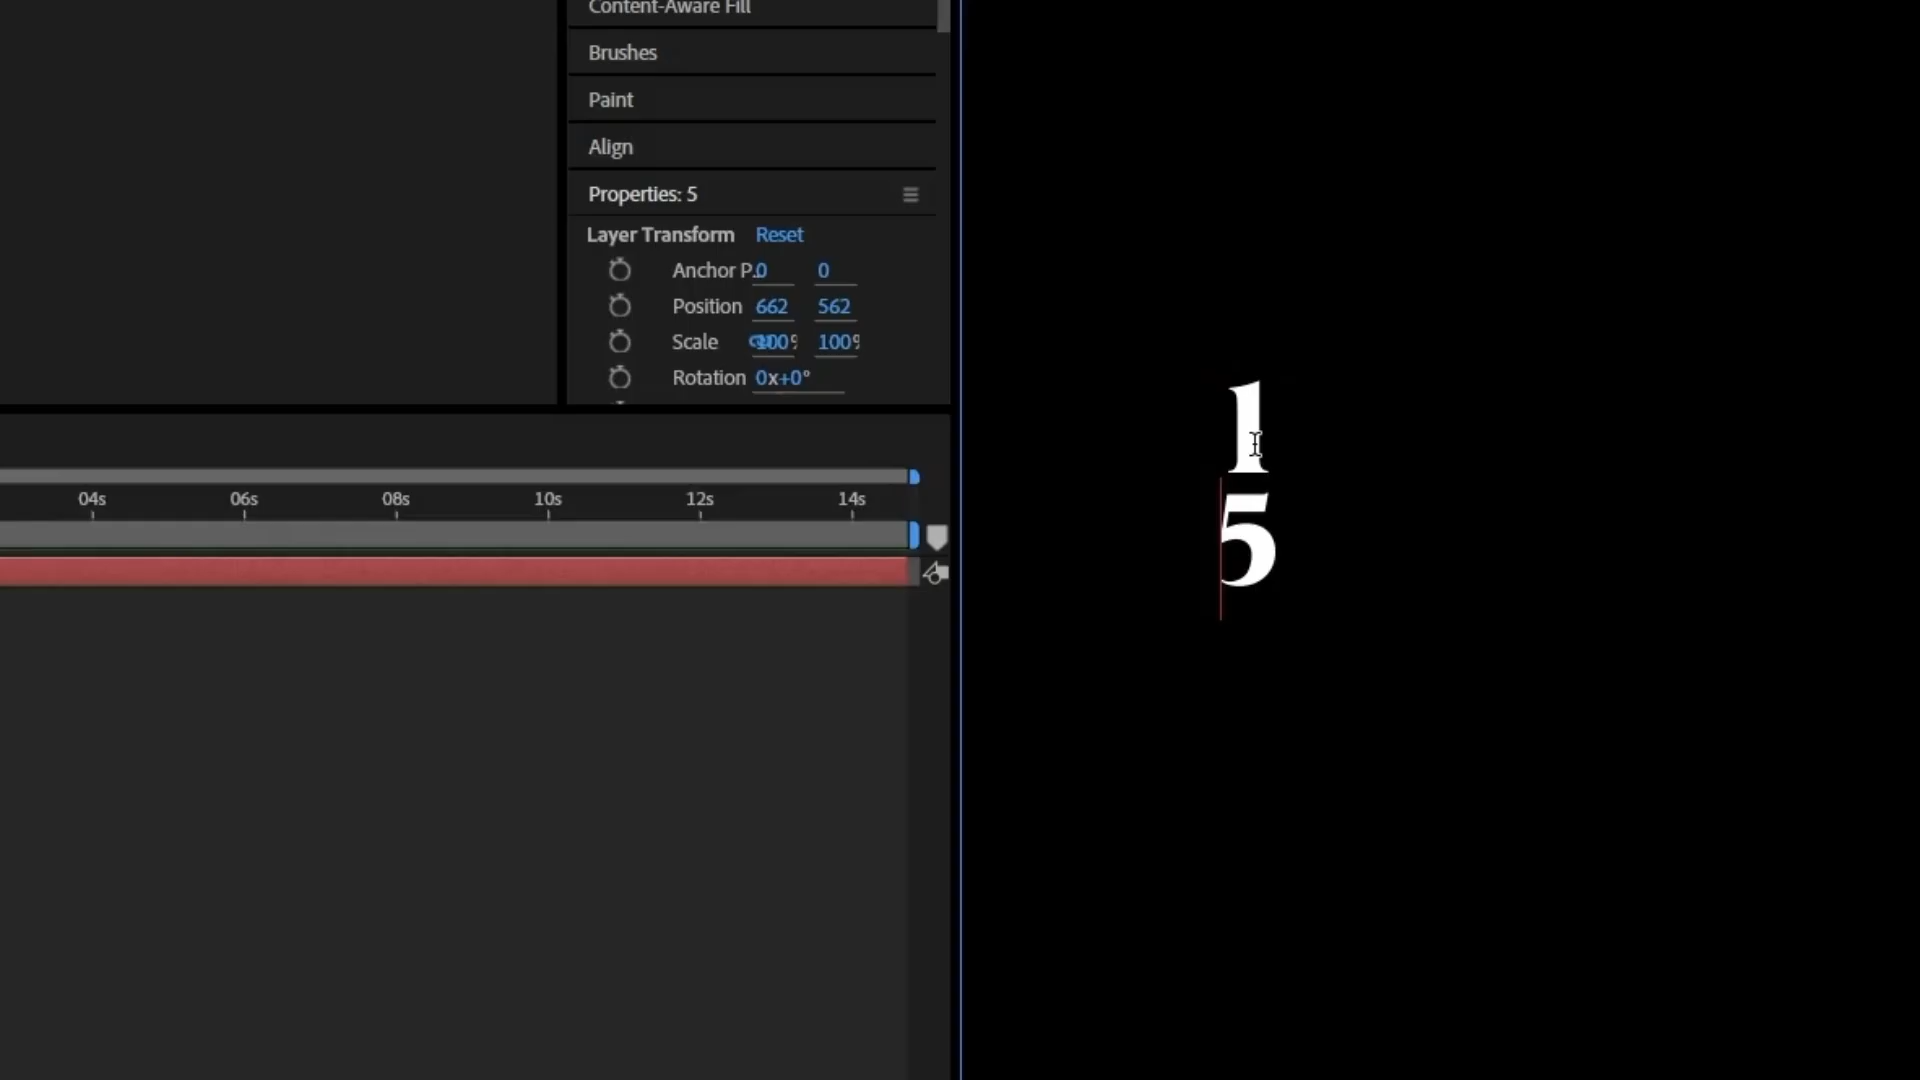 Content-Aware Fill
Brushes
Paint
Align
Properties: 5
Layer Transform Reset
Anchor P. 0 0
Position 662 562
Scale 100% 100%
Rotation 0x+0°
04s 06s 08s 10s 12s 14s
1
5